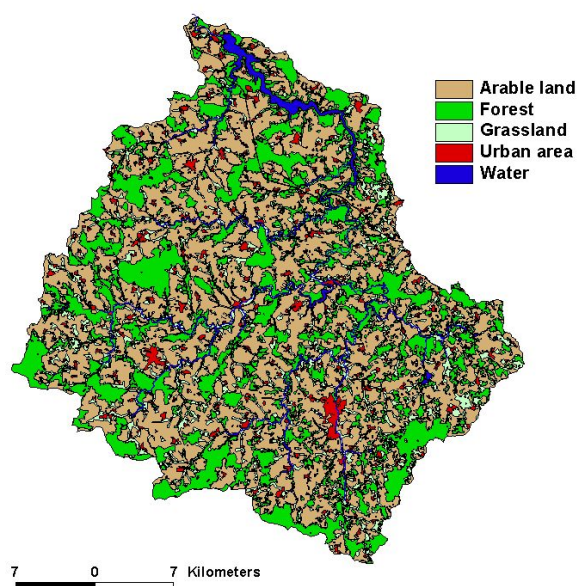 Arable land
Forest
Grassland
Urban area
Water
7 0 7 Kilometers